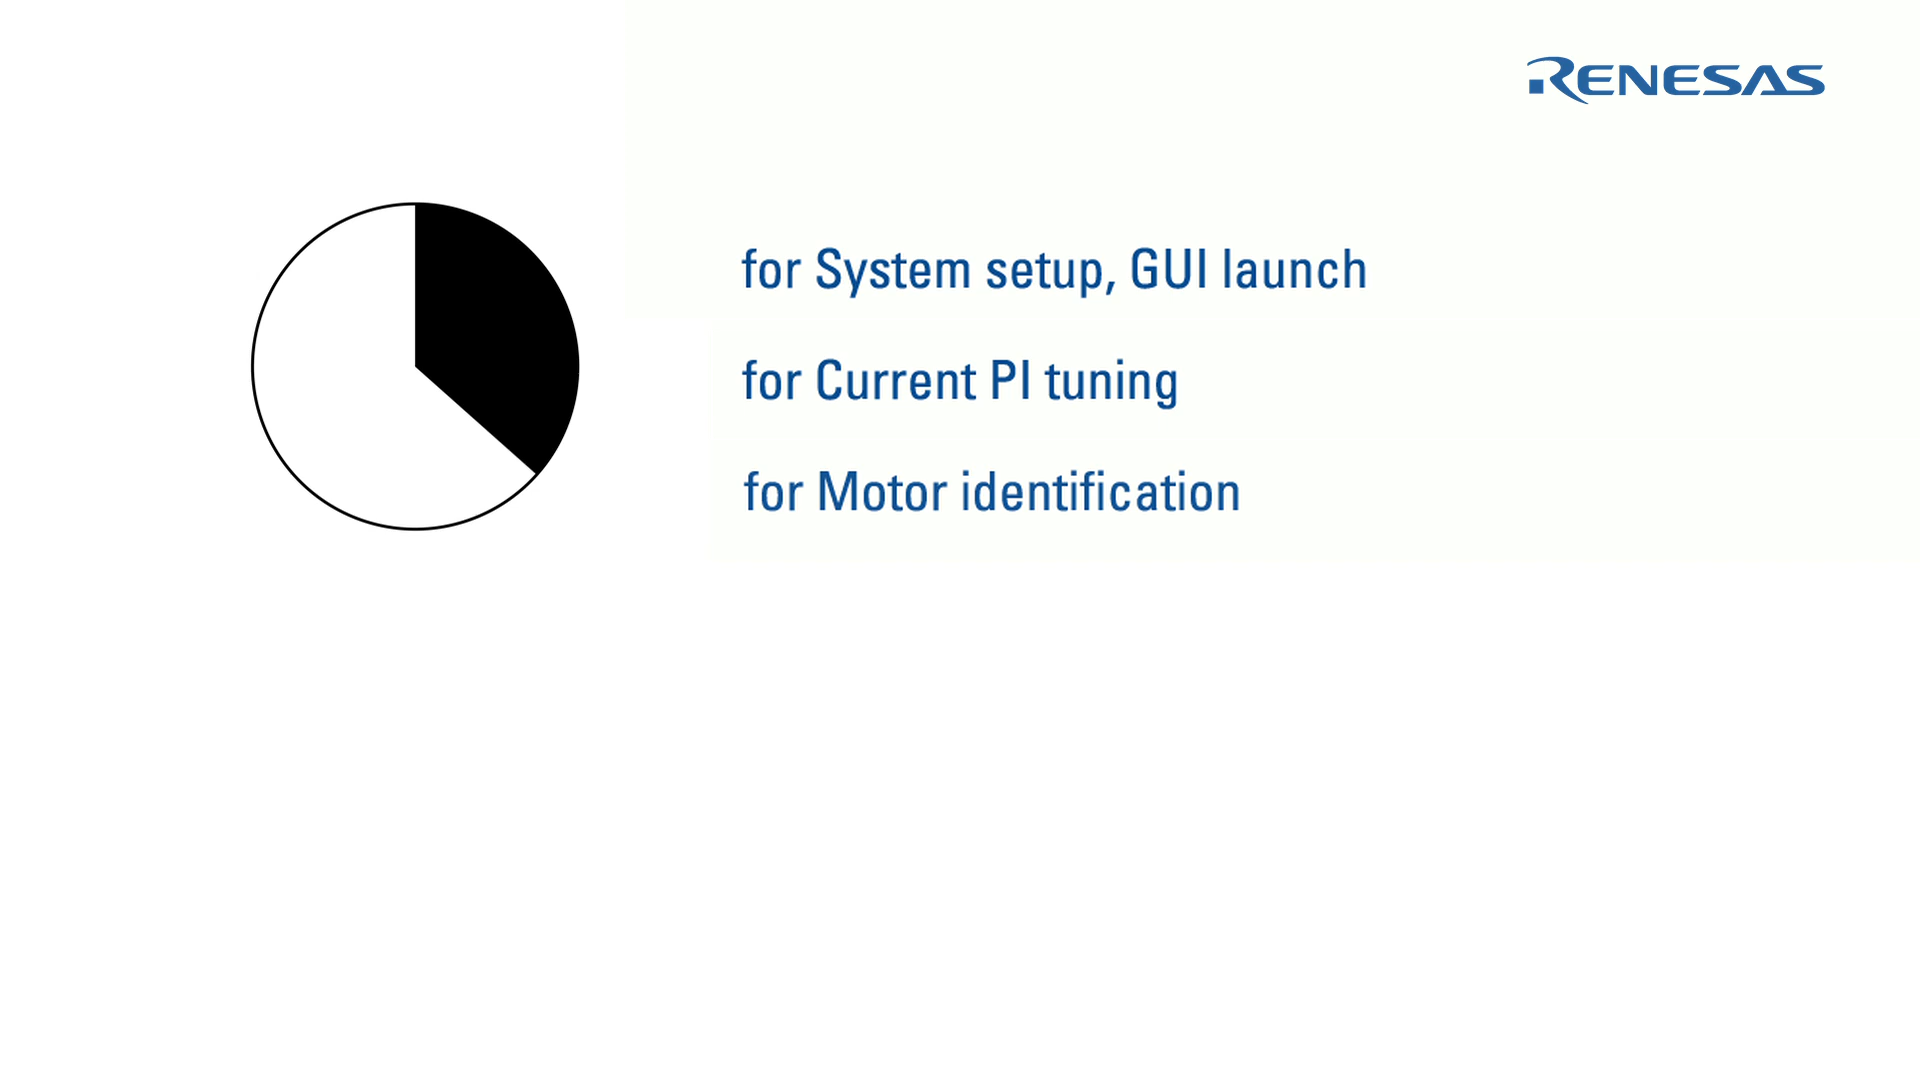 RENESAS
for System setup, GUI launch
for Current PI tuning
for Motor identification